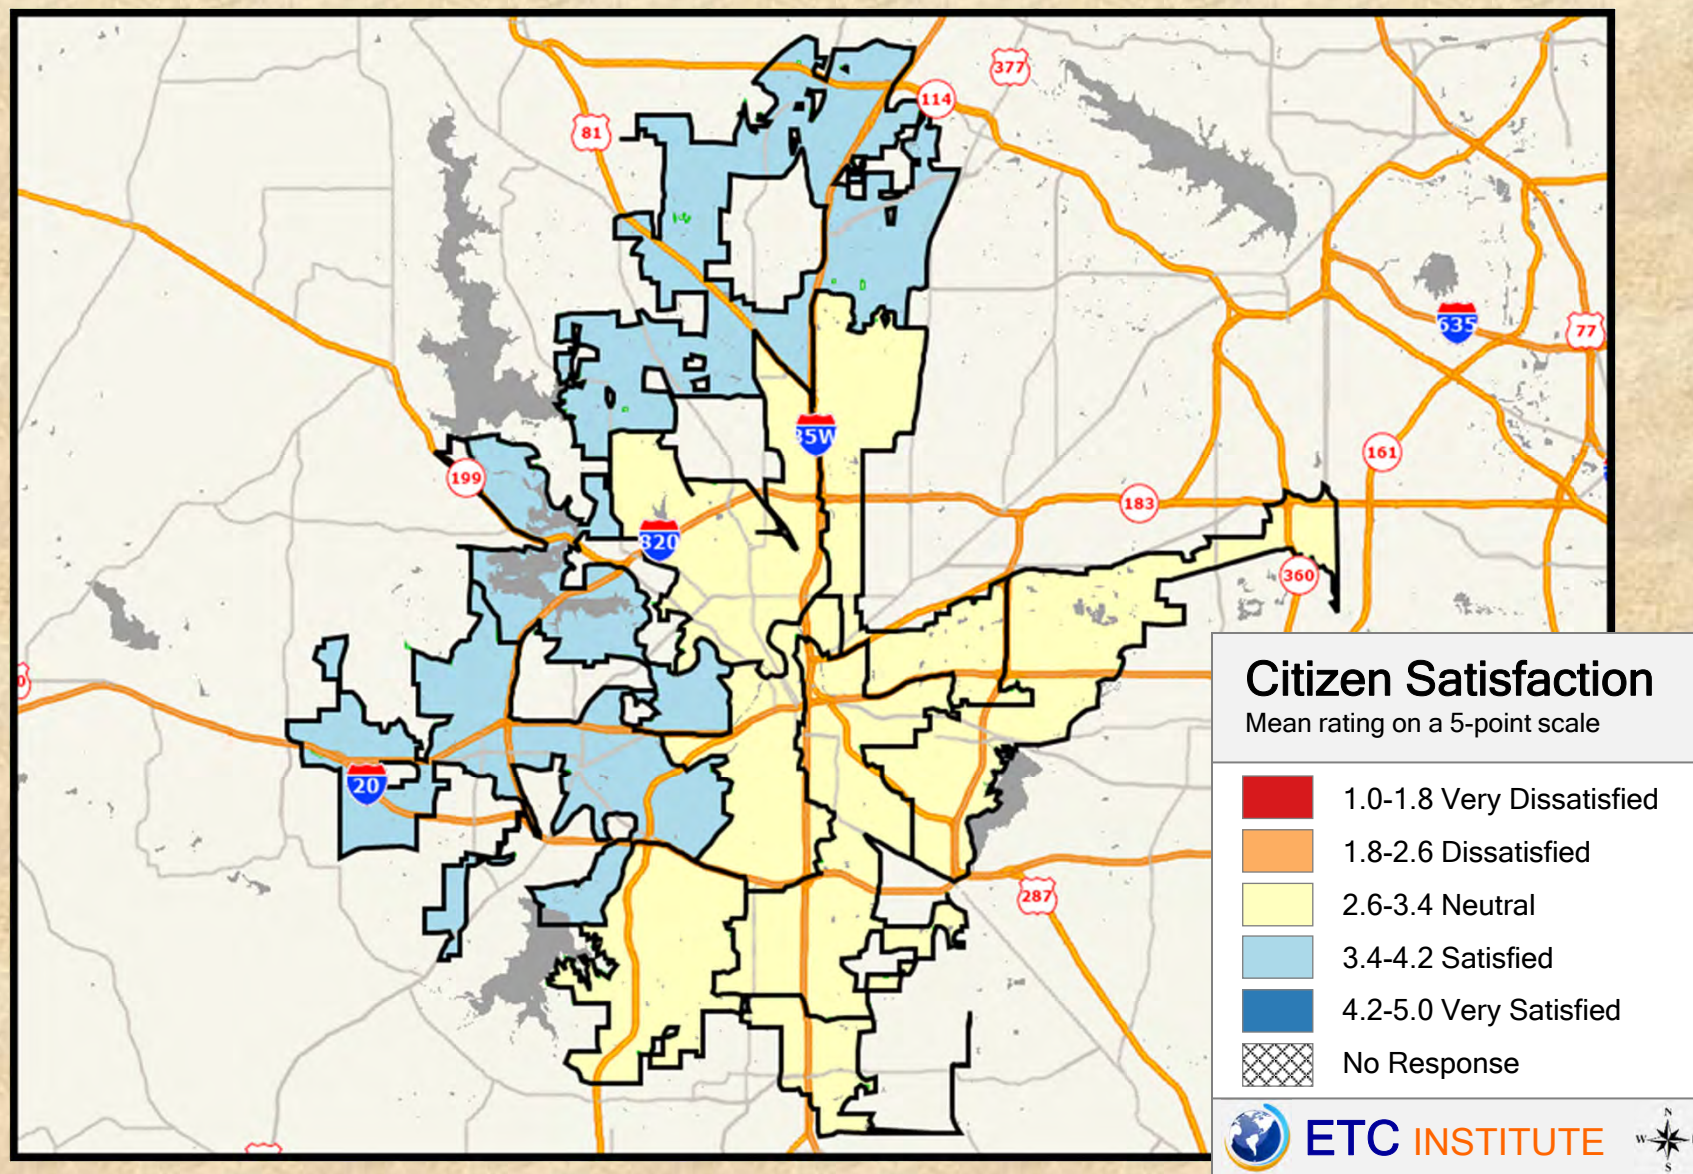 377
114
81
635
77
35W
199
161
183
820
360
Citizen Satisfaction
Mean rating on a 5-point scale
20
1.0-1.8 Very Dissatisfied
1.8-2.6 Dissatisfied
287
2.6-3.4 Neutral
3.4-4.2 Satisfied
4.2-5.0 Very Satisfied
No Response
ETC INSTITUTE
N
W
S